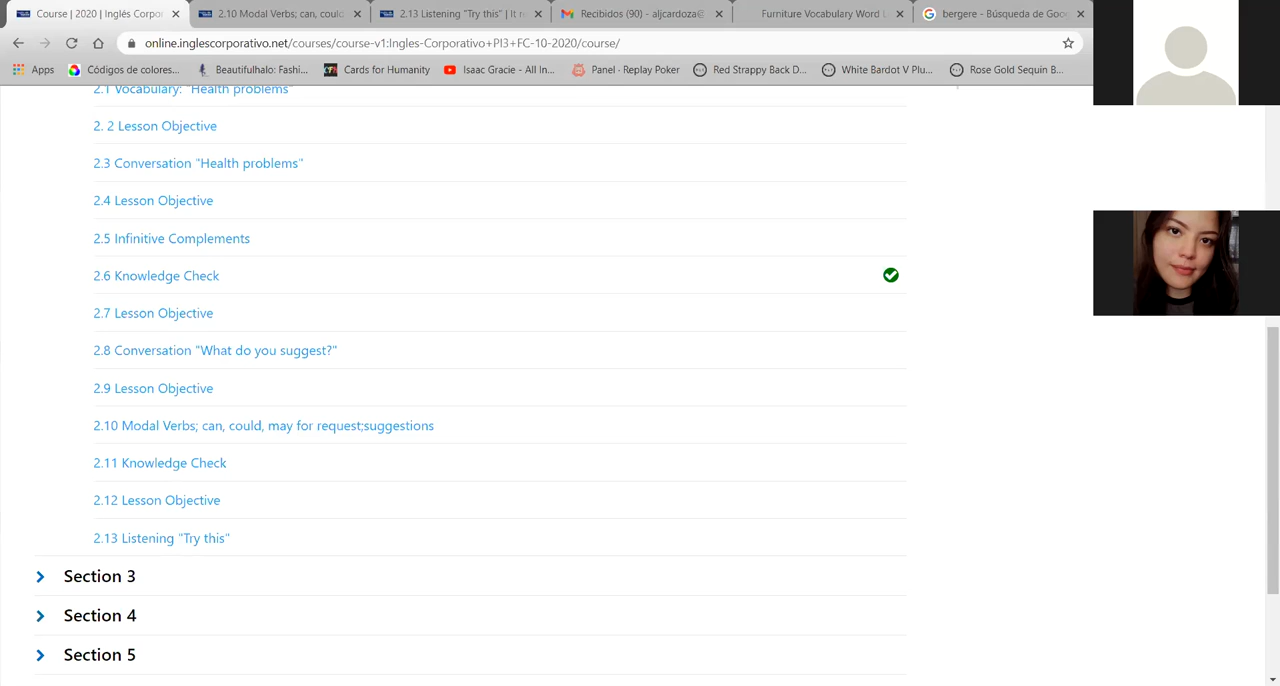 Course | 2020 | Inglés Corpor
2.10 Modal Verbs; can, could,
2.13 Listening "Try this" | It r
Recibidos (90) - aljcardoza@
Furniture Vocabulary Word L
bergere - Búsqueda de Goo
online.inglescorporativo.net/courses/course-v1:Ingles-Corporativo+PI3+FC-10-2020/course/
Apps
Códigos de colores...
Beautifulhalo: Fashi...
Cards for Humanity
Isaac Gracie - All In...
Panel · Replay Poker
Red Strappy Back D...
White Bardot V Plu...
Rose Gold Sequin B...
2.1 Vocabulary: "Health problems"
2. 2 Lesson Objective
2.3 Conversation "Health problems"
2.4 Lesson Objective
2.5 Infinitive Complements
2.6 Knowledge Check
2.7 Lesson Objective
2.8 Conversation "What do you suggest?"
2.9 Lesson Objective
2.10 Modal Verbs; can, could, may for request;suggestions
2.11 Knowledge Check
2.12 Lesson Objective
2.13 Listening "Try this"
Section 3
Section 4
Section 5